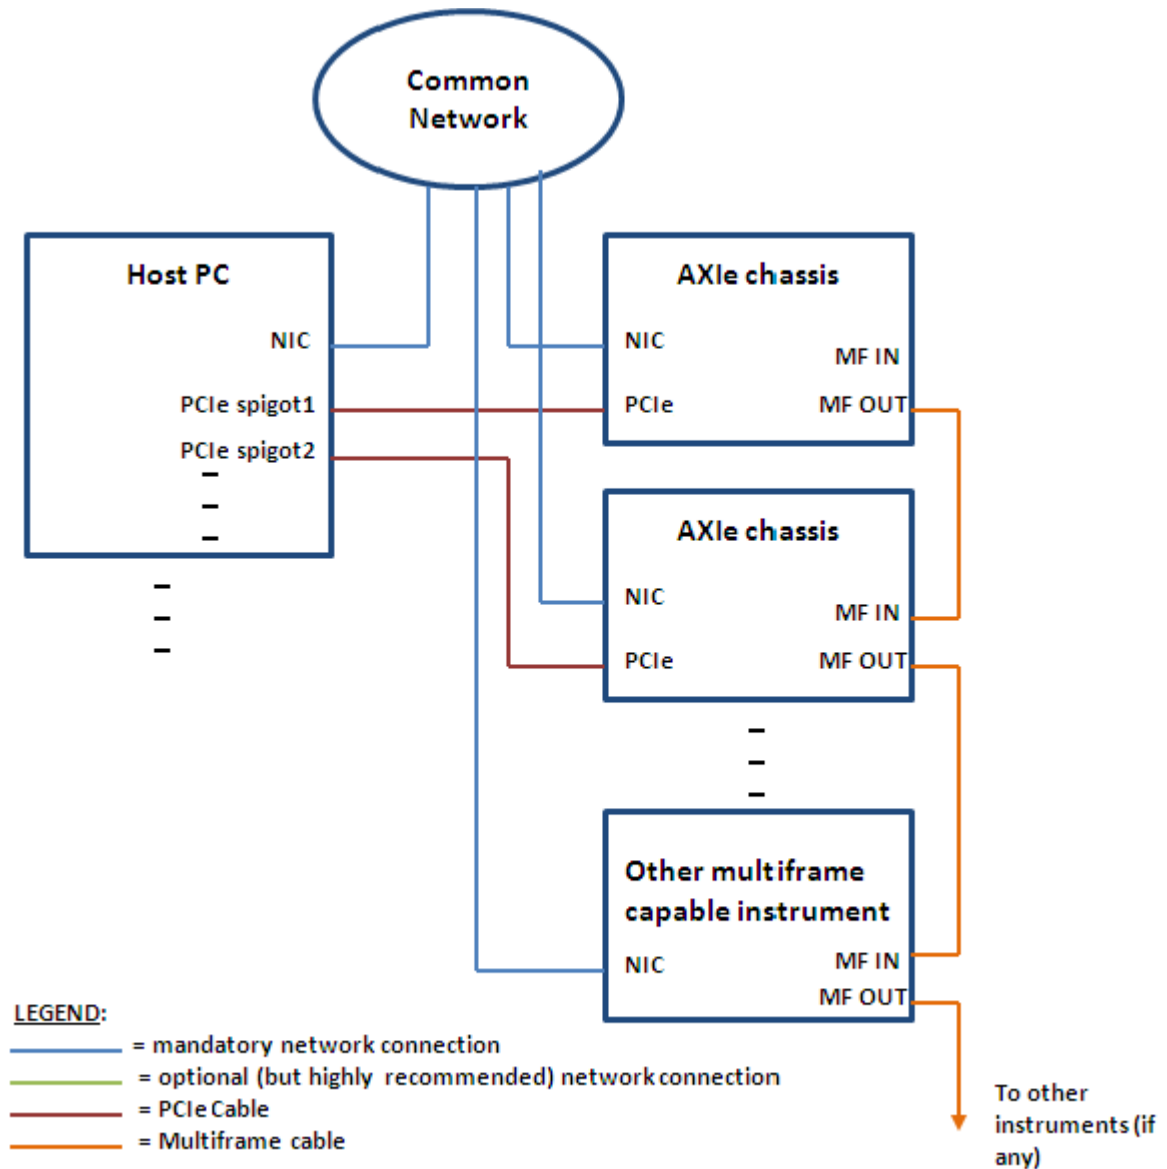 Common
Network
Host PC
NIC
PCIe spigot1
PCIe spigot2
AXIe chassis
NIC
MF IN
PCIe
MF OUT
AXIe chassis
NIC
MF IN
PCIe
MF OUT
Other multiframe
capable instrument
NIC
MF IN
MF OUT
LEGEND:
= mandatory network connection
= optional (but highly recommended) network connection
= PCIe Cable
= Multiframe cable
To other
instruments (if
any)